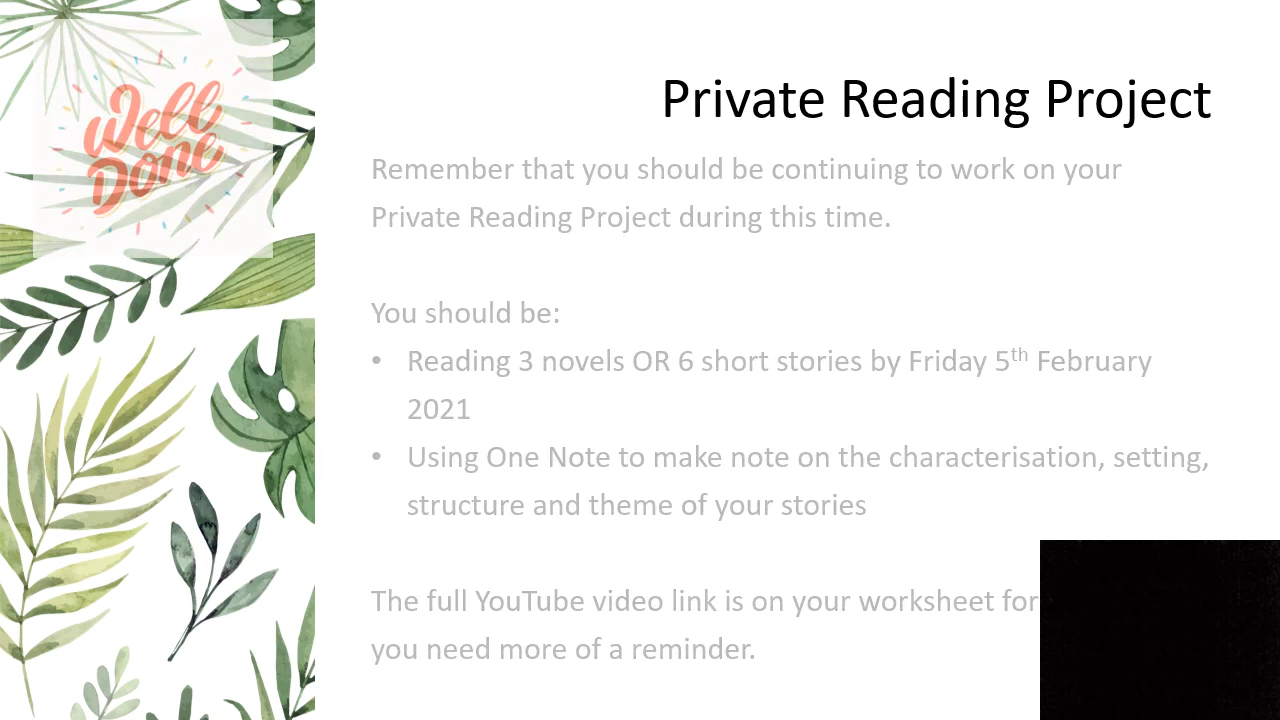 Well
Done
Private Reading Project
Remember that you should be continuing to work on your
Private Reading Project during this time.
You should be:
• Reading 3 novels OR 6 short stories by Friday 5th February
2021
• Using One Note to make note on the characterisation, setting,
structure and theme of your stories
The full YouTube video link is on your worksheet for
you need more of a reminder.